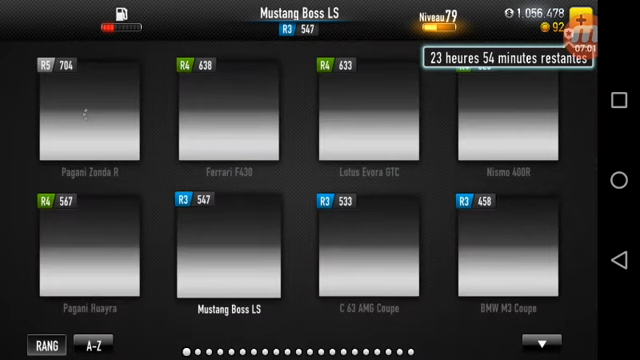 Mustang Boss LS
R3 547
Niveau 79
1,056,478
92
07:01
23 heures 54 minutes restantes
R5 704
R4 638
R4 633
Pagani Zonda R
Ferrari F430
Lotus Evora GTC
Nismo 400R
R4 567
R3 547
R3 533
R3 458
Pagani Huayra
Mustang Boss LS
C 63 AMG Coupe
BMW M3 Coupe
RANG
A-Z